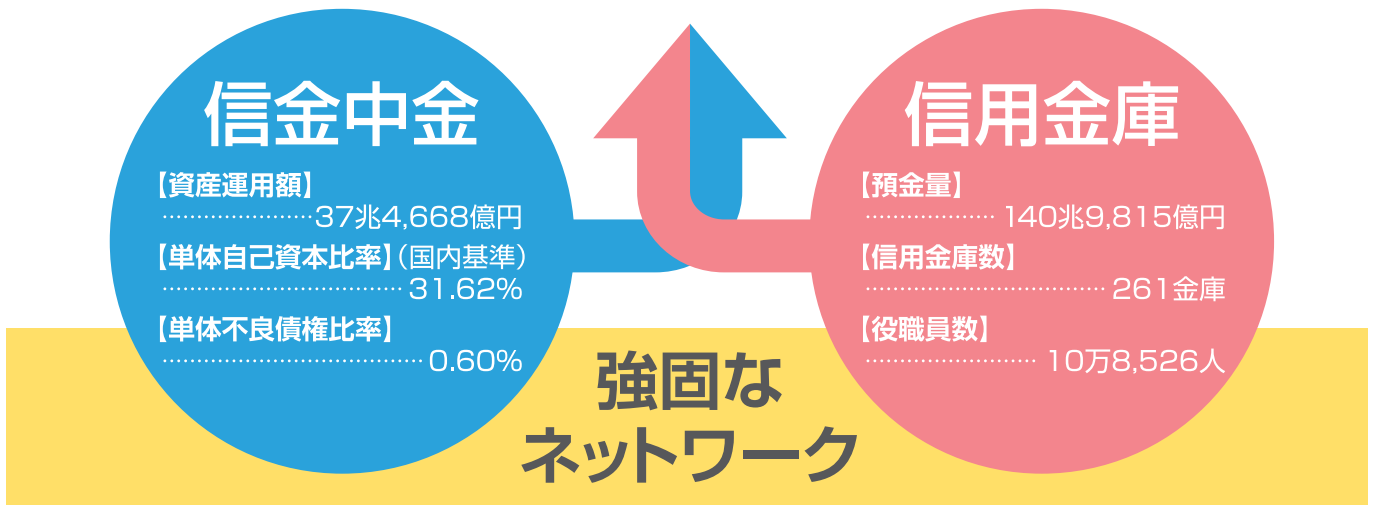 信金中金
【資産運用額】
…………………37兆4,668億円
【単体自己資本比率】（国内基準）
……………………………31.62%
【単体不良債権比率】
………………………………0.60%
信用金庫
【預金量】
………………140兆9,815億円
【信用金庫数】
……………………………261金庫
【役職員数】
……………………10万8,526人
強固な
ネットワーク